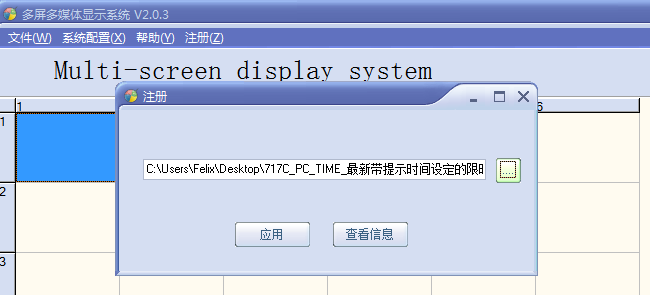 多屏多媒体显示系统 V2.0.3
文件(W) 系统配置(X) 帮助(Y) 注册(Z)
Multi-screen display system
1 6
注册
1
C:\Users\Felix\Desktop\717C_PC_TIME_最新带提示时间设定的限时
...
2
应用 查看信息
3